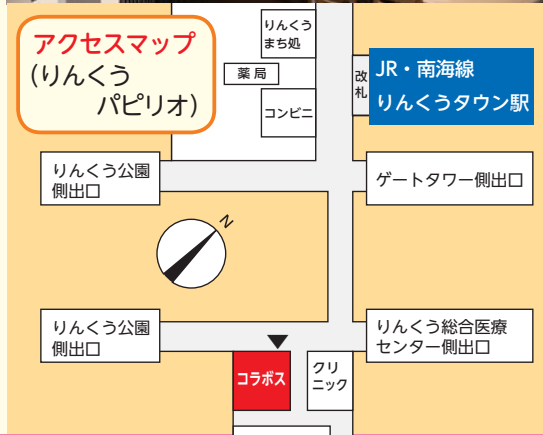 アクセスマップ
(りんくう
パピリオ)
りんくう
まち処
薬局
コンビニ
改
札
JR・南海線
りんくうタウン駅
りんくう公園
側出口
ゲートタワー側出口
N
りんくう公園
側出口
りんくう総合医療
センター側出口
コラボス
クリ
ニック